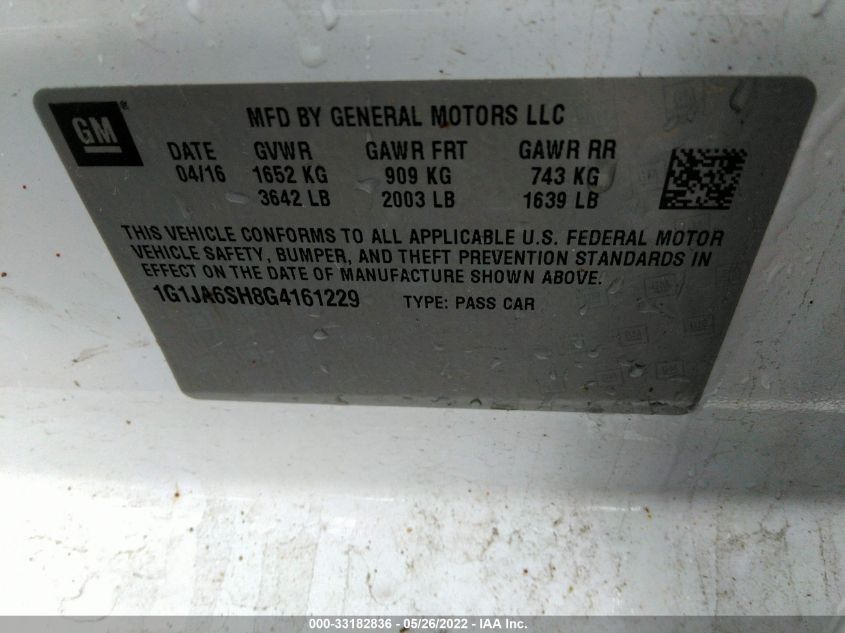 GM ®
MFD BY GENERAL MOTORS LLC
DATE GVWR GAWR FRT GAWR RR
04/16 1652 KG 909 KG 743 KG
3642 LB 2003 LB 1639 LB
THIS VEHICLE CONFORMS TO ALL APPLICABLE U.S. FEDERAL MOTOR
VEHICLE SAFETY, BUMPER, AND THEFT PREVENTION STANDARDS IN
EFFECT ON THE DATE OF MANUFACTURE SHOWN ABOVE.
1G1JA6SH8G4161229 TYPE: PASS CAR
000-33182836 - 05/26/2022 - IAA Inc.